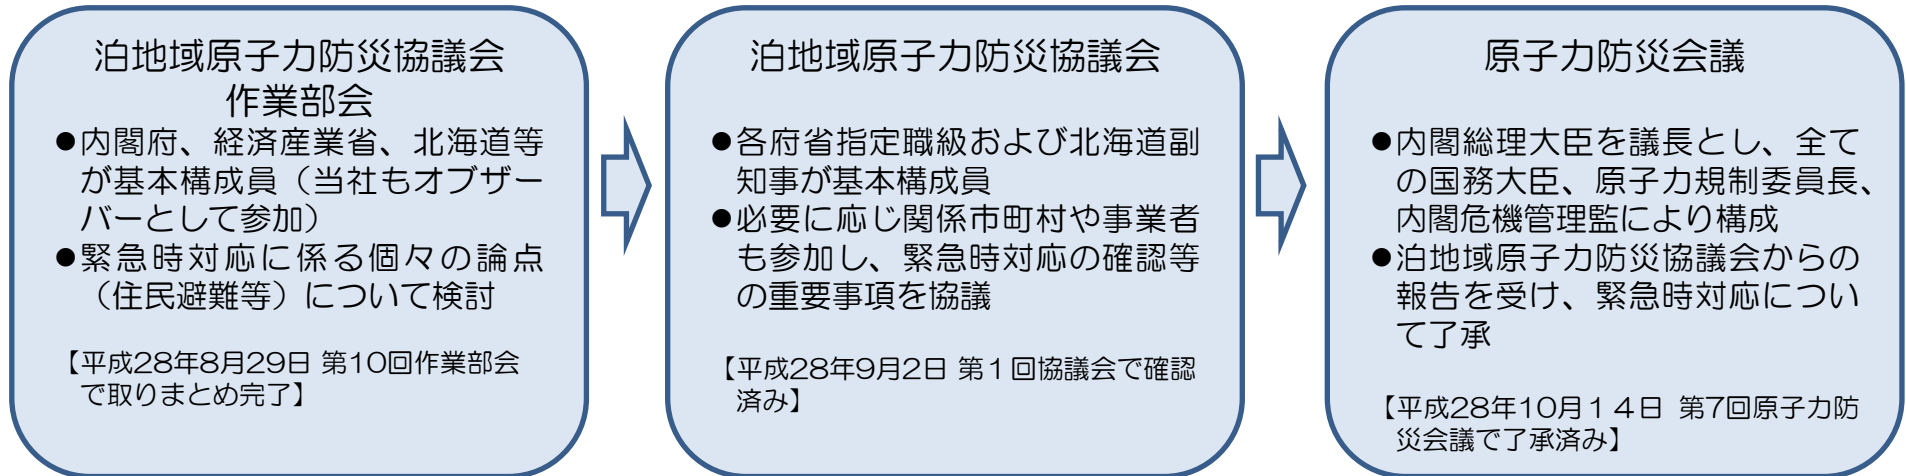 泊地域原子力防災協議会
作業部会
●内閣府、経済産業省、北海道等
が基本構成員（当社もオブザー
バーとして参加）
●緊急時対応に係る個々の論点
（住民避難等）について検討
【平成28年8月29日 第10回作業部会
で取りまとめ完了】
泊地域原子力防災協議会
●各府省指定職級および北海道副
知事が基本構成員
●必要に応じ関係市町村や事業者
も参加し、緊急時対応の確認等
の重要事項を協議
【平成28年9月2日 第１回協議会で確認
済み】
原子力防災会議
●内閣総理大臣を議長とし、全て
の国務大臣、原子力規制委員長、
内閣危機管理監により構成
●泊地域原子力防災協議会からの
報告を受け、緊急時対応につい
て了承
【平成28年10月１４日 第7回原子力防
災会議で了承済み】